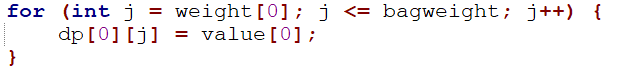 for (int j = weight[0]; j <= bagweight; j++) {
    dp[0][j] = value[0];
}